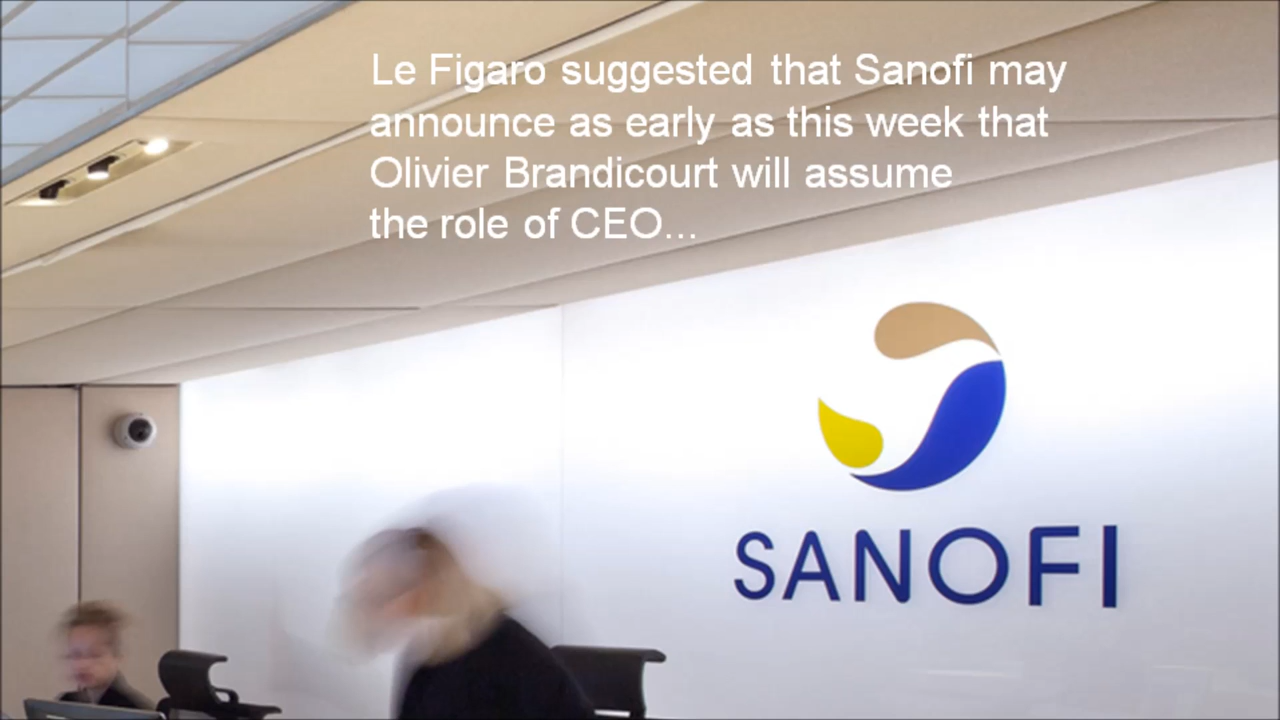 Le Figaro suggested that Sanofi may
announce as early as this week that
Olivier Brandicourt will assume
the role of CEO...
SANOFI